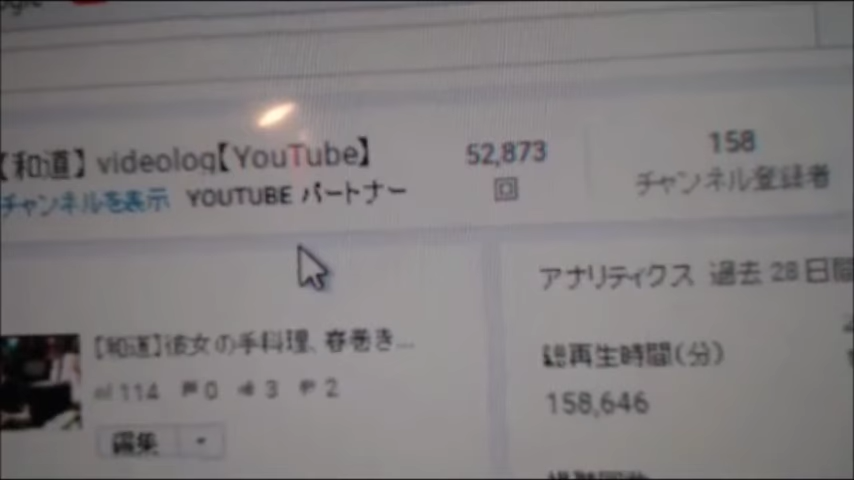 【和道】 videolog【YouTube】
チャンネルを表示 YOUTUBE パートナー
52,873
158
チャンネル登録者
【和道】彼女の手料理、春巻き...
114 0 3 2
編集
アナリティクス 過去 28 日間
総再生時間(分)
158,646